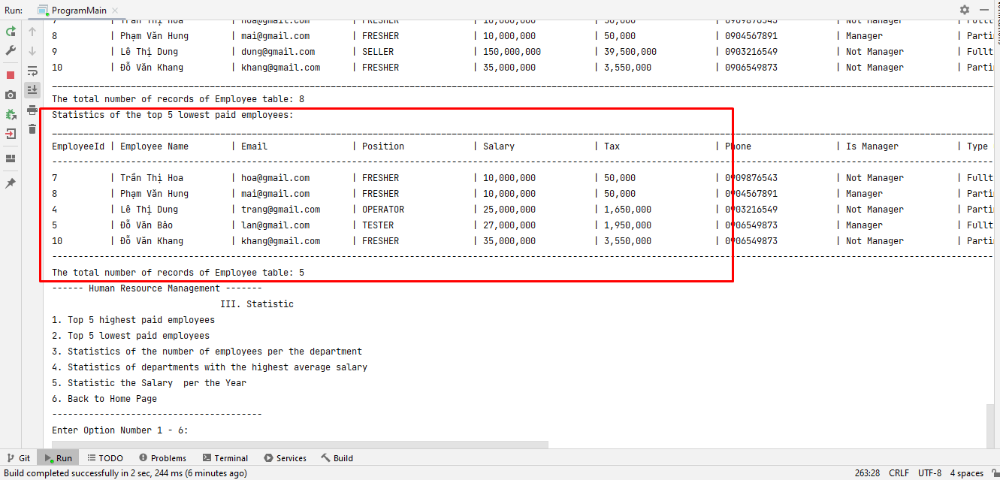 Run: ProgramMain
7 | Trần Thị Hoa | hoa@gmail.com | FRESHER | 10,000,000 | 50,000 | 0909876543 | Not Manager | Fullt
8 | Phạm Văn Hung | mai@gmail.com | FRESHER | 10,000,000 | 50,000 | 0904567891 | Manager | Partin
9 | Lê Thị Dung | dung@gmail.com | SELLER | 150,000,000 | 39,500,000 | 0903216549 | Not Manager | Fullt
10 | Đỗ Văn Khang | khang@gmail.com | FRESHER | 35,000,000 | 3,550,000 | 0906549873 | Not Manager | Partin
The total number of records of Employee table: 8
Statistics of the top 5 lowest paid employees:
EmployeeId | Employee Name | Email | Position | Salary | Tax | Phone | Is Manager | Type
7 | Trần Thị Hoa | hoa@gmail.com | FRESHER | 10,000,000 | 50,000 | 0909876543 | Not Manager | Fullt
8 | Phạm Văn Hung | mai@gmail.com | FRESHER | 10,000,000 | 50,000 | 0904567891 | Manager | Partin
4 | Lê Thị Dung | trang@gmail.com | OPERATOR | 25,000,000 | 1,650,000 | 0903216549 | Not Manager | Partin
5 | Đỗ Văn Bảo | lan@gmail.com | TESTER | 27,000,000 | 1,950,000 | 0906549873 | Manager | Fullt
10 | Đỗ Văn Khang | khang@gmail.com | FRESHER | 35,000,000 | 3,550,000 | 0906549873 | Not Manager | Partin
The total number of records of Employee table: 5
------ Human Resource Management -------
III. Statistic
1. Top 5 highest paid employees
2. Top 5 lowest paid employees
3. Statistics of the number of employees per the department
4. Statistics of departments with the highest average salary
5. Statistic the Salary  per the Year
6. Back to Home Page
----------------------------------------
Enter Option Number 1 - 6:
Git Run TODO Problems Terminal Services Build
Build completed successfully in 2 sec, 244 ms (6 minutes ago) 263:28 CRLF UTF-8 4 spaces